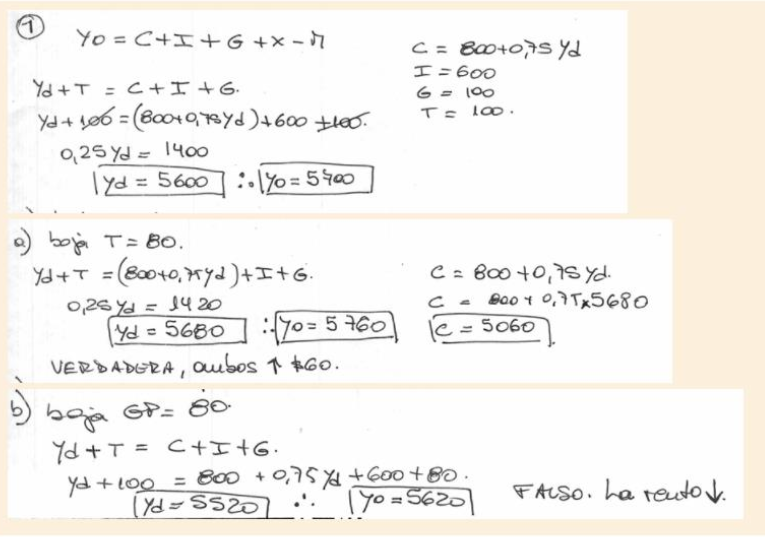 1
Yo = C + I + G + x - M
C = 800 + 0,75 Yd
I = 600
G = 100
T = 100.
Yd + T = C + I + G.
Yd + 100 = (800 + 0,75 Yd) + 600 + 100.
0,25 Yd = 1400
Yd = 5600 ∴ Yo = 5700
a) baja T = 80.
Yd + T = (800 + 0,75 Yd) + I + G.
0,25 Yd = 1420
Yd = 5680 ∴ Yo = 5760
C = 800 + 0,75 Yd.
C = 800 + 0,75 x 5680
C = 5060
VERDADERA, ambos ↑ $60.
b) baja GP = 80.
Yd + T = C + I + G.
Yd + 100 = 800 + 0,75 Yd + 600 + 80.
Yd = 5520 ∴ Yo = 5620
FALSO. La renta ↓.